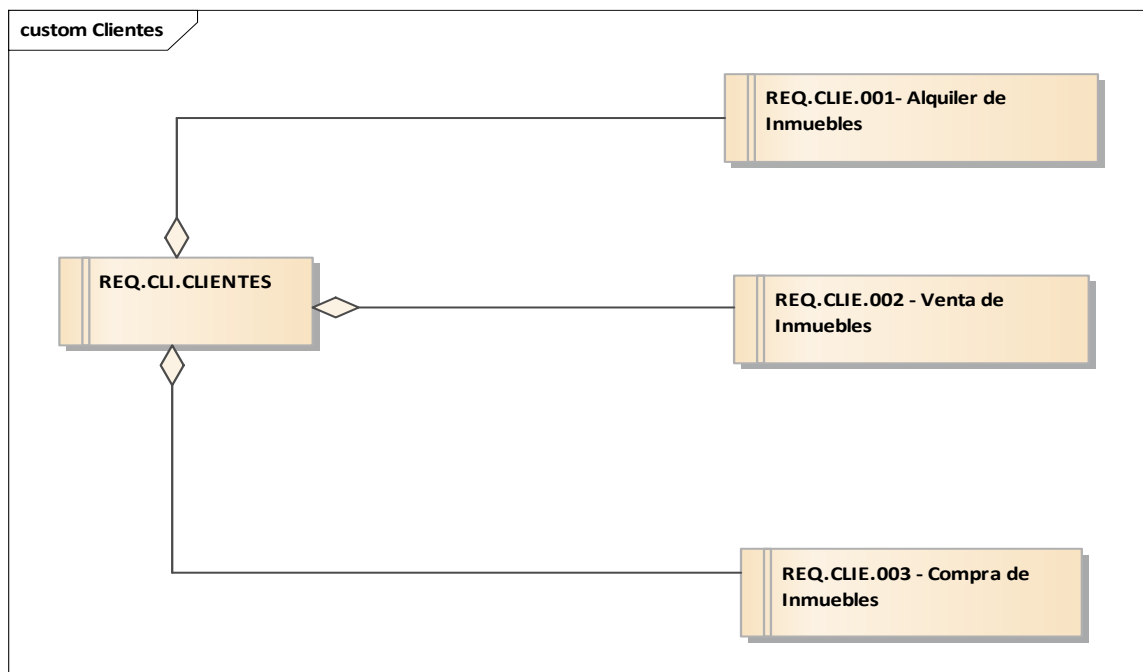 custom Clientes
REQ.CLIE.001- Alquiler de
Inmuebles
REQ.CLI.CLIENTES
REQ.CLIE.002 - Venta de
Inmuebles
REQ.CLIE.003 - Compra de
Inmuebles